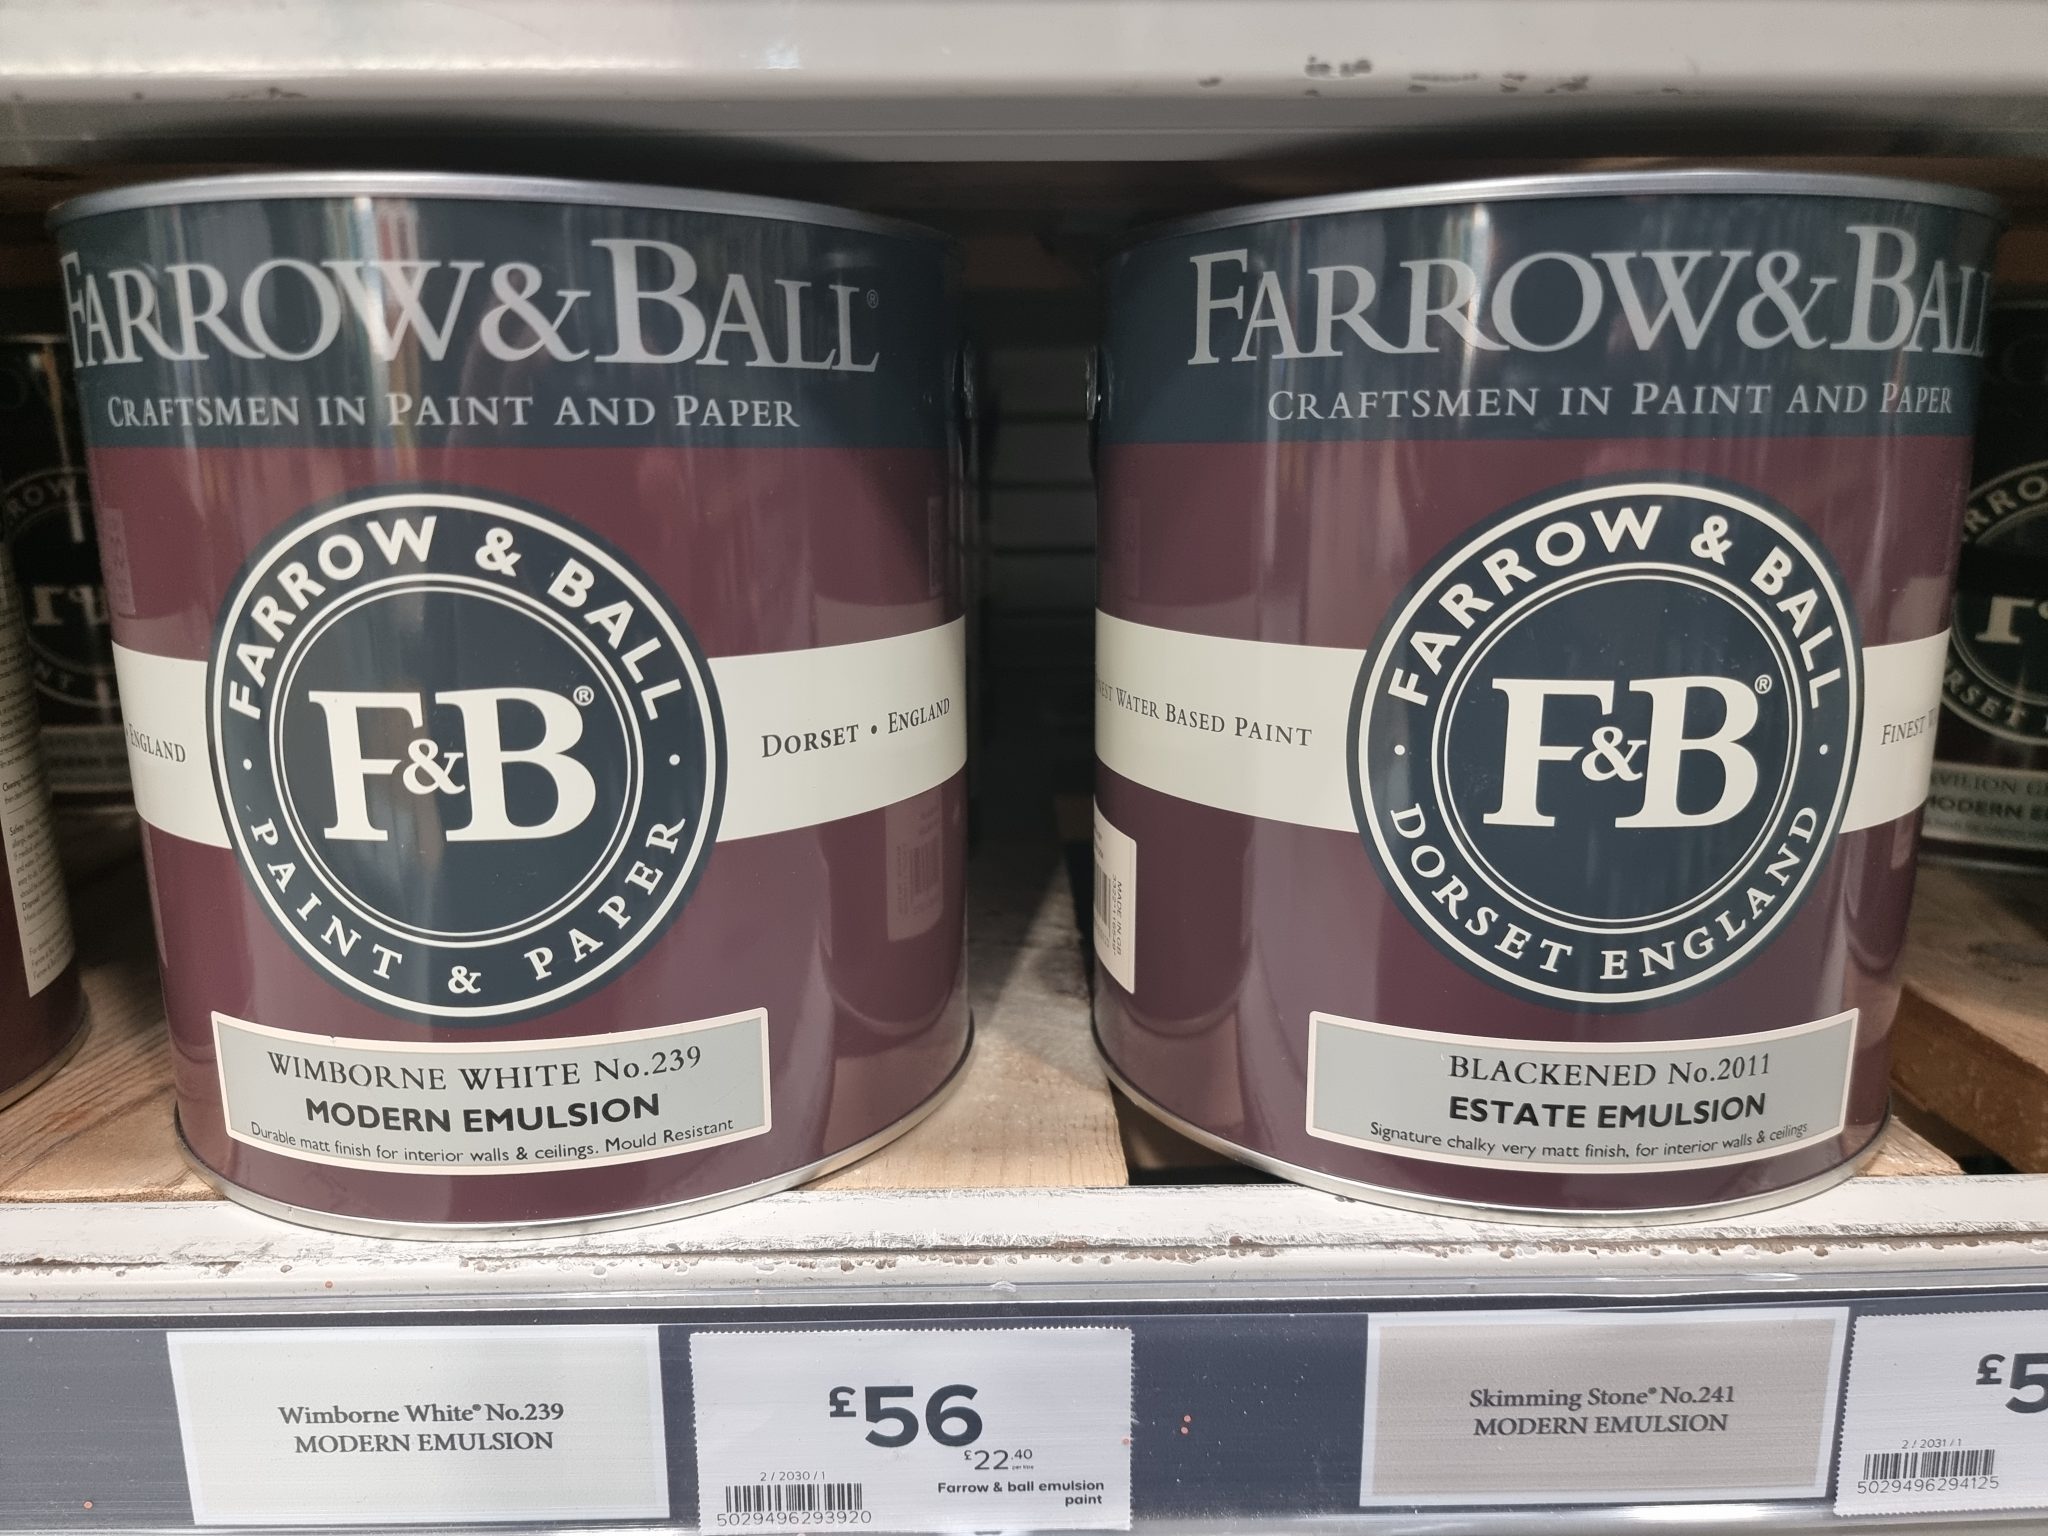 FARROW & BALL®
CRAFTSMEN IN PAINT AND PAPER
FARROW & BALL
F&B®
PAINT & PAPER
ENGLAND
DORSET • ENGLAND
WIMBORNE WHITE No.239
MODERN EMULSION
Durable matt finish for interior walls & ceilings. Mould Resistant
FARROW & BALL
CRAFTSMEN IN PAINT AND PAPER
FARROW & BALL
F&B®
DORSET ENGLAND
WATER BASED PAINT
FINEST
MADE IN GB
BLACKENED No.2011
ESTATE EMULSION
Signature chalky very matt finish, for interior walls & ceilings
MODERN
Wimborne White® No.239
MODERN EMULSION
£56
£22.40
per litre
Farrow & ball emulsion
paint
2 / 2030 / 1
5029496293920
Skimming Stone® No.241
MODERN EMULSION
£5
2 / 2031 / 1
5029496294125